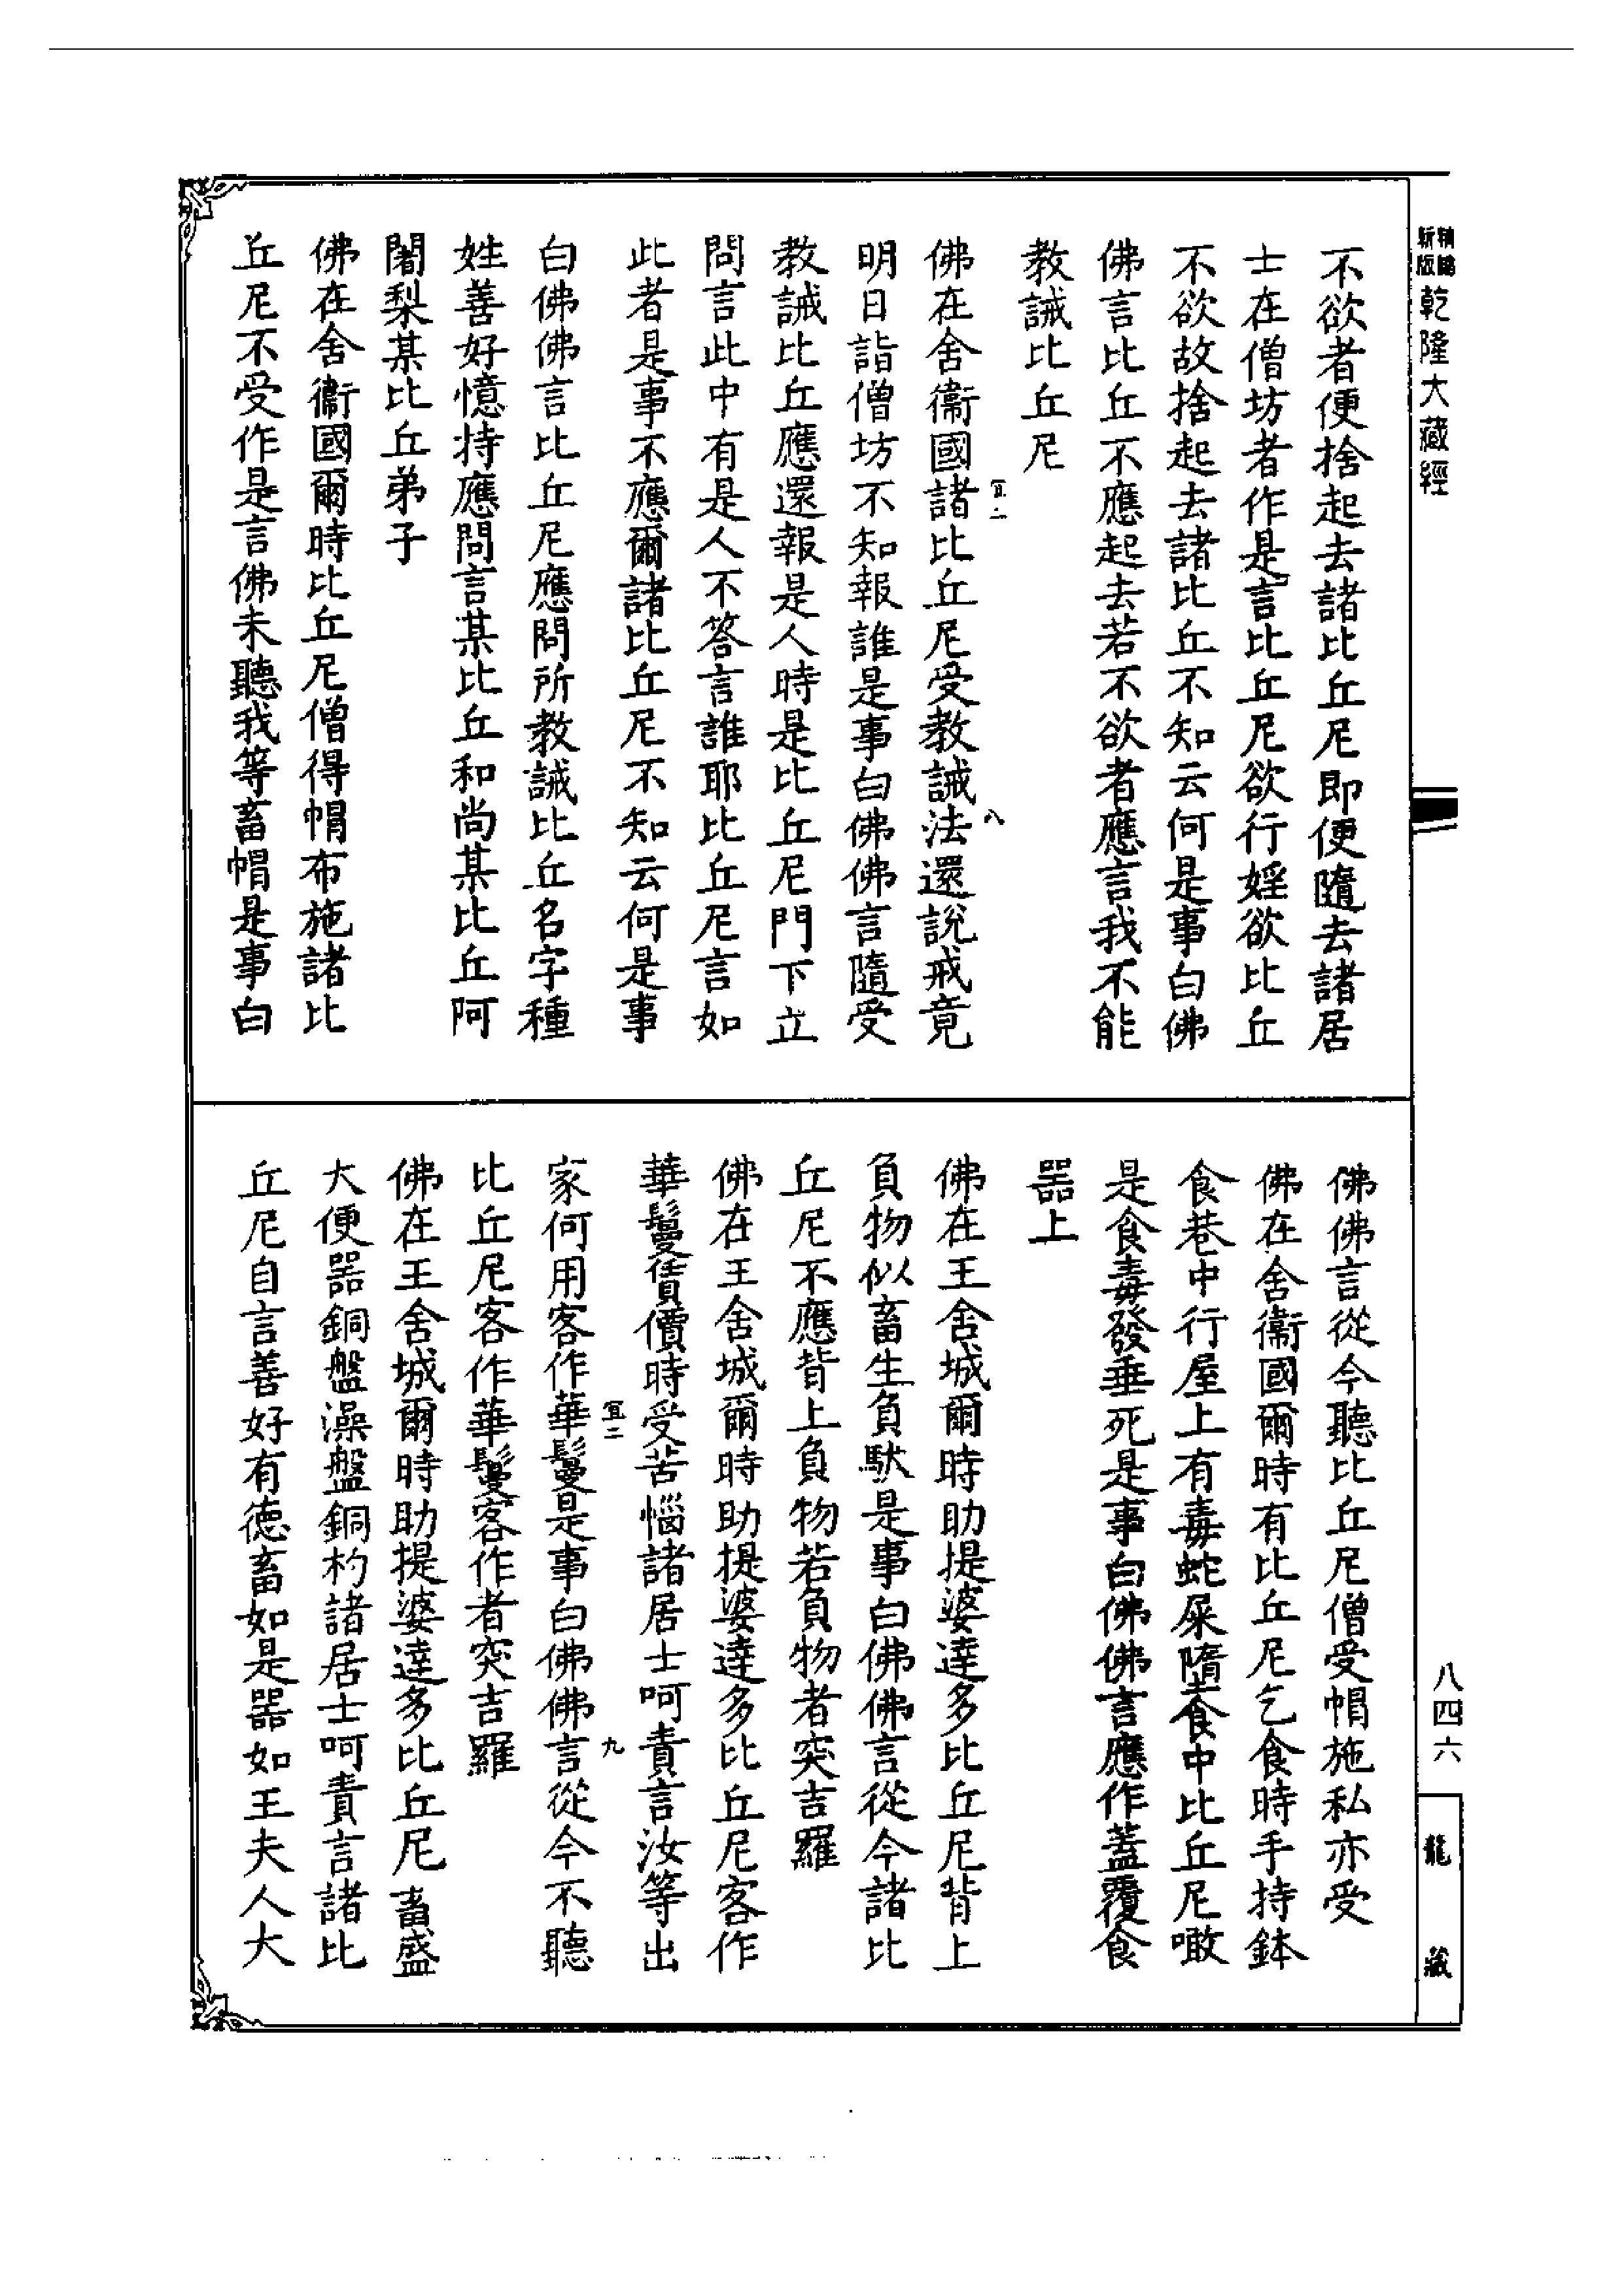 精縮
新版
乾隆大藏經
不欲者便捨起去諸比丘尼即便隨去諸居
士在僧坊者作是言比丘尼欲行婬欲比丘
不欲故捨起去諸比丘不知云何是事白佛
佛言比丘不應起去若不欲者應言我不能
教誡比丘尼
佛在舍衞國諸比丘尼受教誡法還說戒竟
宜二
八
明日詣僧坊不知報誰是事白佛佛言隨受
教誡比丘應還報是人時是比丘尼門下立
問言此中有是人不答言誰耶比丘尼言如
此者是事不應爾諸比丘尼不知云何是事
白佛佛言比丘尼應問所教誡比丘名字種
姓善好憶持應問言某比丘和尚某比丘阿
闍梨某比丘弟子
佛在舍衞國爾時比丘尼僧得帽布施諸比
丘尼不受作是言佛未聽我等畜帽是事白
佛佛言從今聽比丘尼僧受帽施私亦受
佛在舍衞國爾時有比丘尼乞食時手持鉢
食巷中行屋上有毒蛇屎墮食中比丘尼噉
是食毒發垂死是事白佛佛言應作蓋覆食
器上
佛在王舍城爾時助提婆達多比丘尼背上
負物似畜生負馱是事白佛佛言從今諸比
丘尼不應背上負物若負物者突吉羅
佛在王舍城爾時助提婆達多比丘尼客作
華鬘賃價時受苦惱諸居士呵責言汝等出
家何用客作華鬘是事白佛佛言從今不聽
宜二
九
比丘尼客作華鬘客作者突吉羅
佛在王舍城爾時助提婆達多比丘尼畜盛
大便器銅盤澡盤銅杓諸居士呵責言諸比
丘尼自言善好有德畜如是器如王夫人大
八四六
龍藏